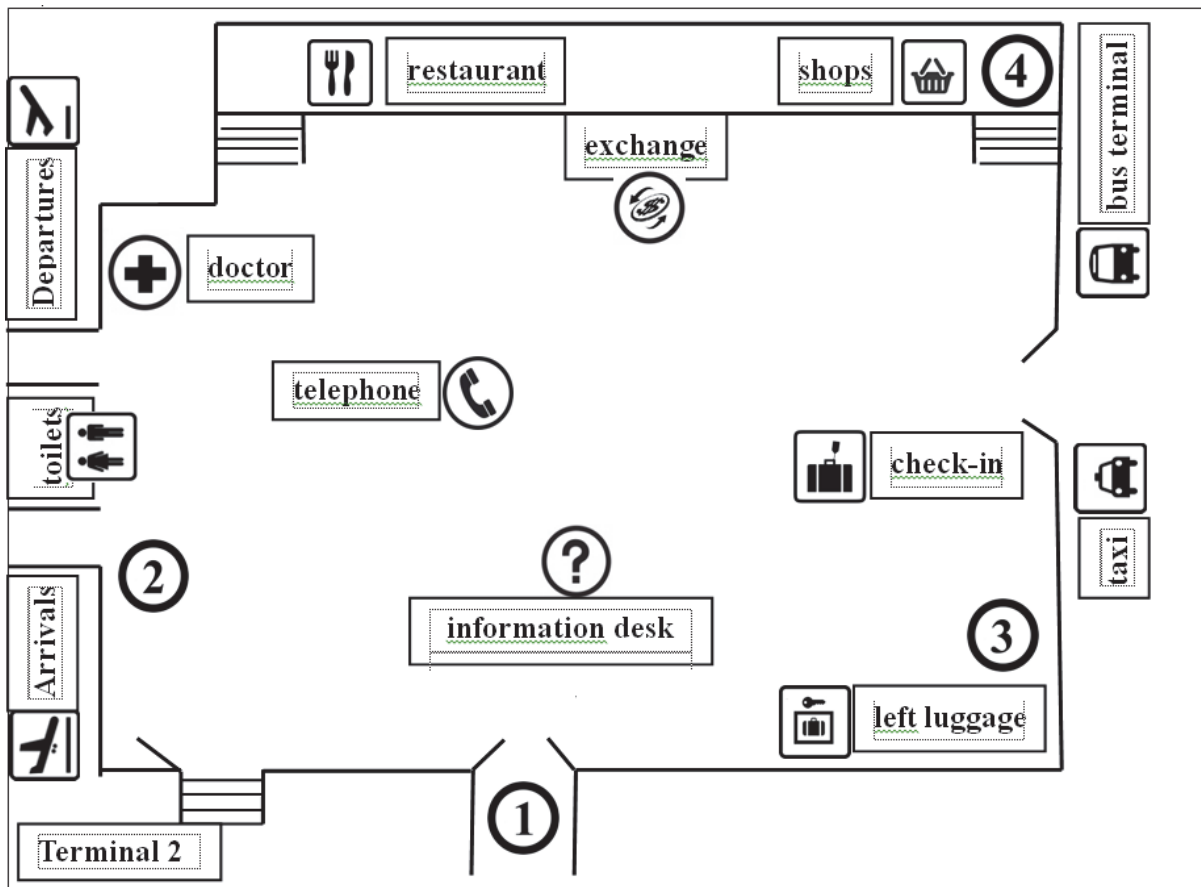 restaurant
shops
4
bus terminal
exchange
Departures
doctor
telephone
toilets
check-in
?
2
taxi
information desk
Arrivals
3
left luggage
1
Terminal 2